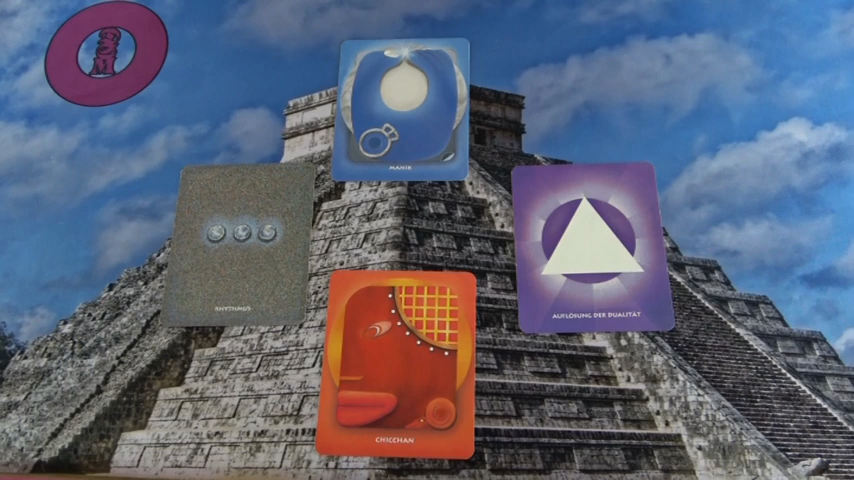 MANIK
RHYTHMUS
AUFLÖSUNG DER DUALITÄT
CHICCHAN